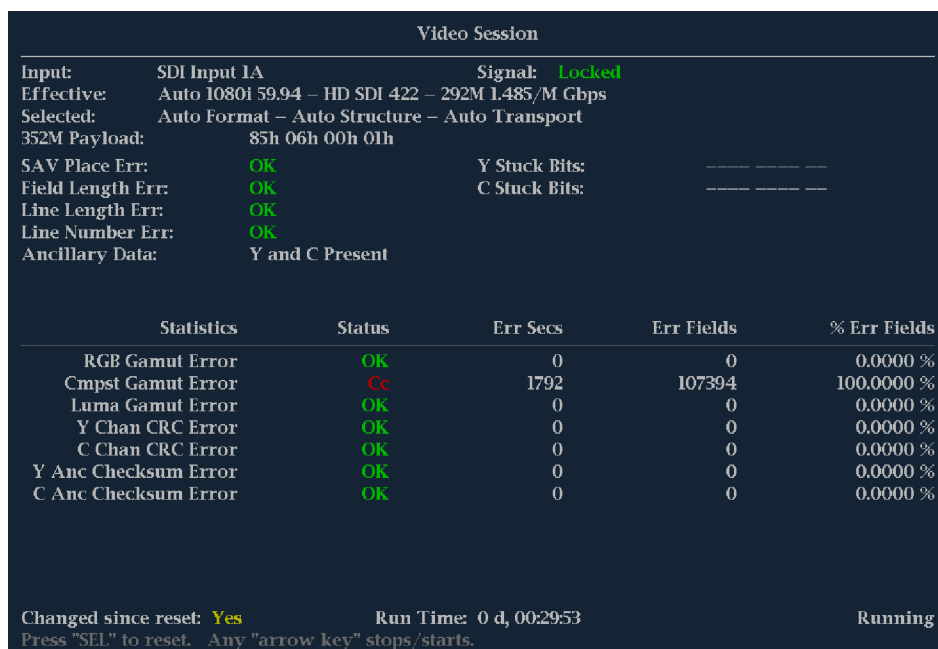 Video Session
Input: SDI Input 1A Signal: Locked
Effective: Auto 1080i 59.94 – HD SDI 422 – 292M 1.485/M Gbps
Selected: Auto Format – Auto Structure – Auto Transport
352M Payload: 85h 06h 00h 01h
SAV Place Err: OK Y Stuck Bits: –––– –––– ––
Field Length Err: OK C Stuck Bits: –––– –––– ––
Line Length Err: OK
Line Number Err: OK
Ancillary Data: Y and C Present
Statistics Status Err Secs Err Fields % Err Fields
RGB Gamut Error OK 0 0 0.0000 %
Cmpst Gamut Error Cc 1792 107394 100.0000 %
Luma Gamut Error OK 0 0 0.0000 %
Y Chan CRC Error OK 0 0 0.0000 %
C Chan CRC Error OK 0 0 0.0000 %
Y Anc Checksum Error OK 0 0 0.0000 %
C Anc Checksum Error OK 0 0 0.0000 %
Changed since reset: Yes Run Time: 0 d, 00:29:53 Running
Press "SEL" to reset. Any "arrow key" stops/starts.